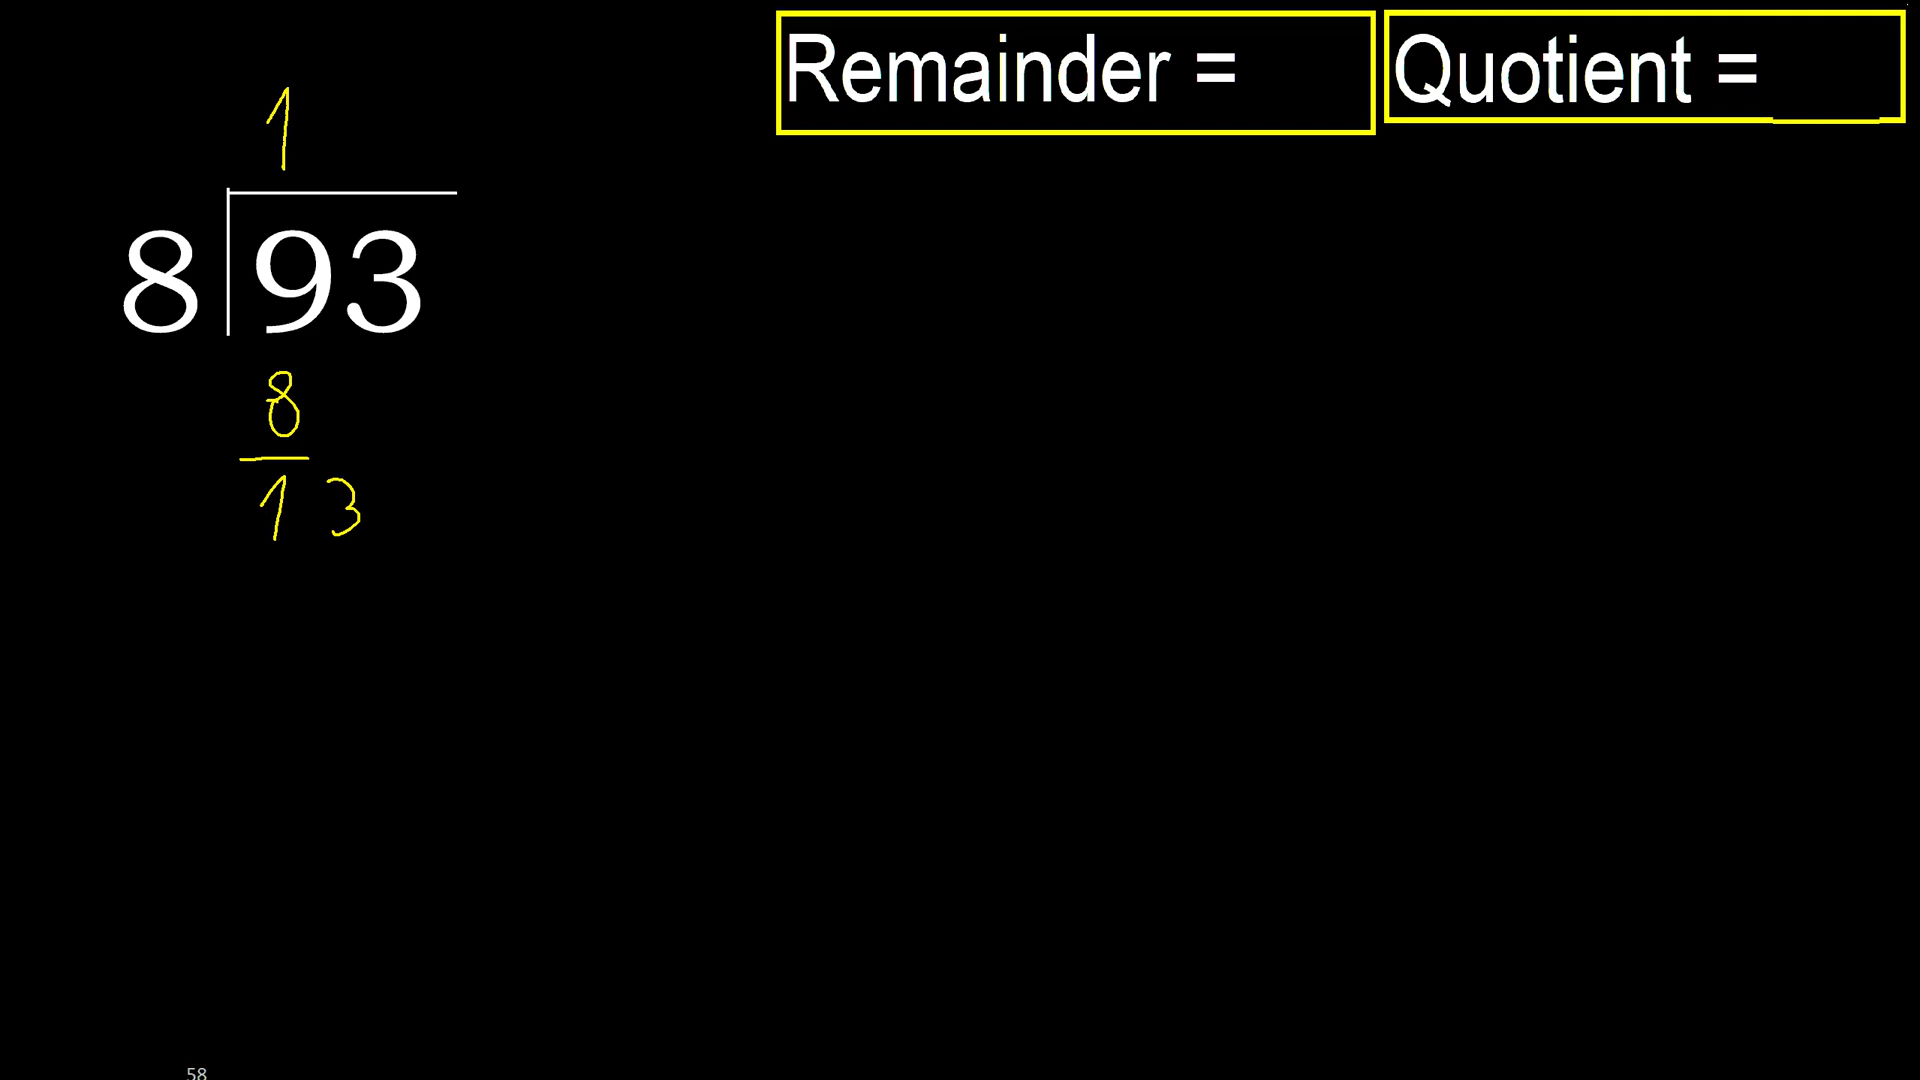 Remainder =
Quotient =
1
8 93
8
13
58